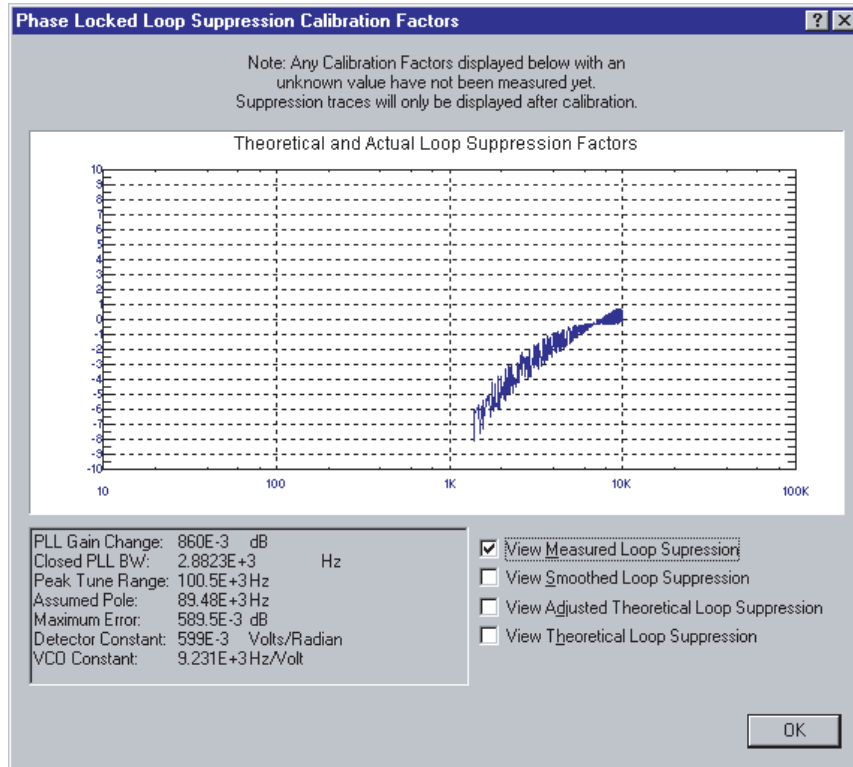 Phase Locked Loop Suppression Calibration Factors
Note: Any Calibration Factors displayed below with an
unknown value have not been measured yet.
Suppression traces will only be displayed after calibration.
Theoretical and Actual Loop Suppression Factors
10
9
8
7
6
5
4
3
2
1
0
-1
-2
-3
-4
-5
-6
-7
-8
-9
-10
10
100
1K
10K
100K
PLL Gain Change: 860E-3 dB
Closed PLL BW: 2.8823E+3 Hz
Peak Tune Range: 100.5E+3Hz
Assumed Pole: 89.48E+3Hz
Maximum Error: 589.5E-3 dB
Detector Constant: 599E-3 Volts/Radian
VCO Constant: 9.231E+3Hz/Volt
View Measured Loop Supression
View Smoothed Loop Suppression
View Adjusted Theoretical Loop Suppression
View Theoretical Loop Suppression
OK